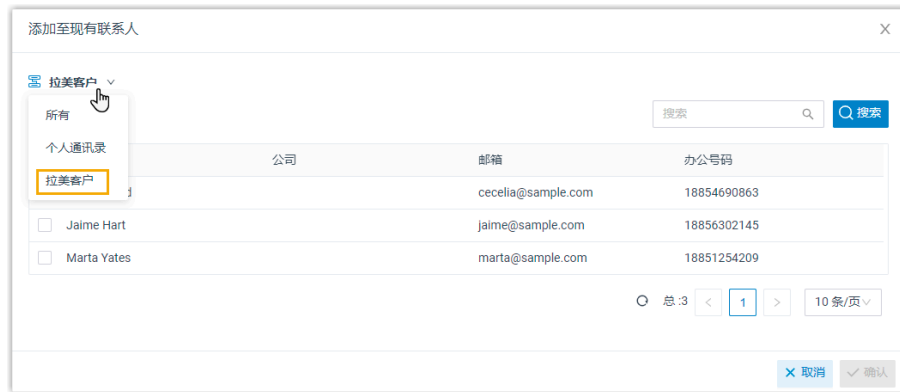 添加至现有联系人
拉美客户
所有
个人通讯录
拉美客户
搜索
搜索
公司 邮箱 办公号码
cecelia@sample.com 18854690863
Jaime Hart jaime@sample.com 18856302145
Marta Yates marta@sample.com 18851254209
总:3 < 1 > 10 条/页
取消 确认